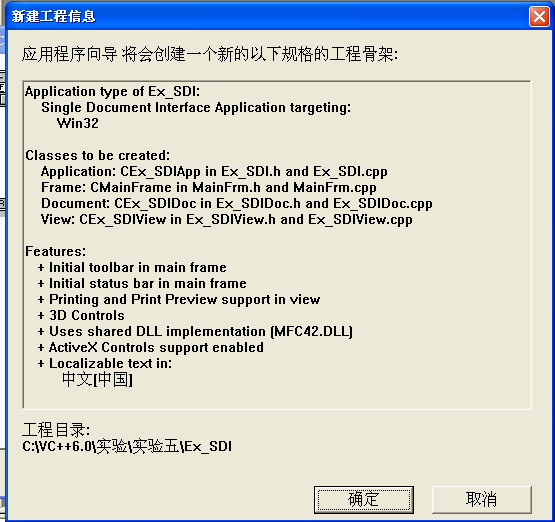 新建工程信息
应用程序向导 将会创建一个新的以下规格的工程骨架:
Application type of Ex_SDI:
Single Document Interface Application targeting:
Win32
Classes to be created:
Application: CEx_SDIApp in Ex_SDI.h and Ex_SDI.cpp
Frame: CMainFrame in MainFrm.h and MainFrm.cpp
Document: CEx_SDIDoc in Ex_SDIDoc.h and Ex_SDIDoc.cpp
View: CEx_SDIView in Ex_SDIView.h and Ex_SDIView.cpp
Features:
+ Initial toolbar in main frame
+ Initial status bar in main frame
+ Printing and Print Preview support in view
+ 3D Controls
+ Uses shared DLL implementation (MFC42.DLL)
+ ActiveX Controls support enabled
+ Localizable text in:
中文[中国]
工程目录:
C:\VC++6.0\实验\实验五\Ex_SDI
确定 取消